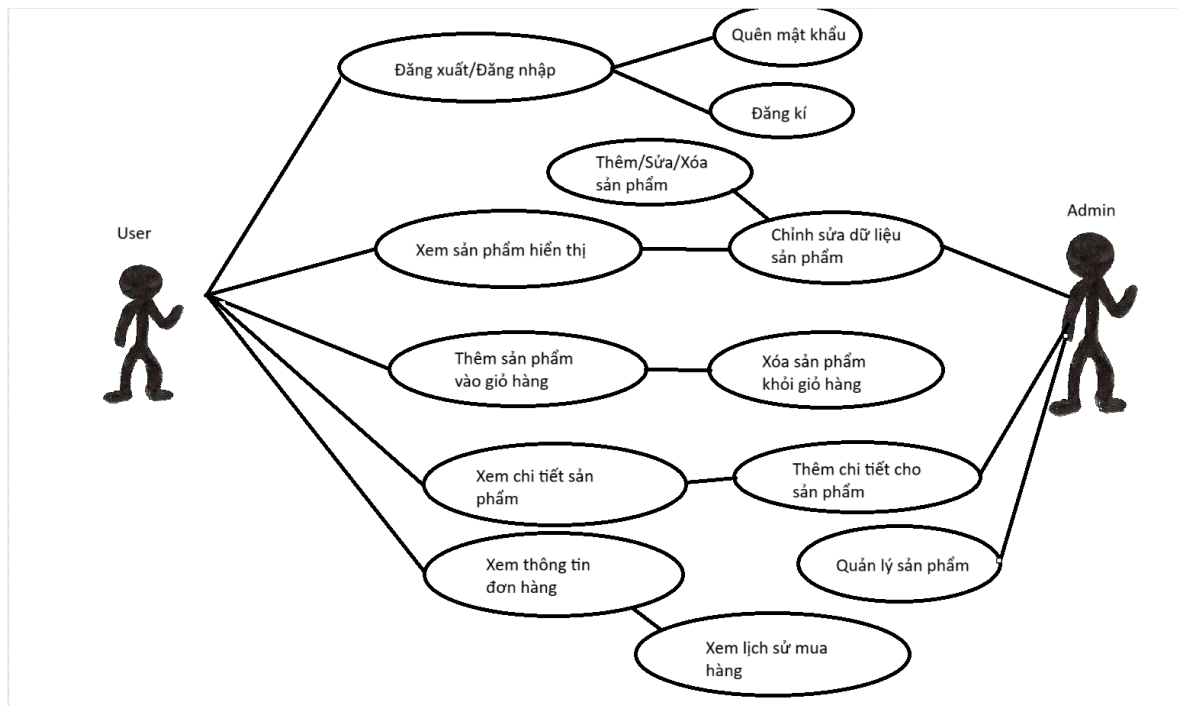 Quên mật khẩu
Đăng xuất/Đăng nhập
Đăng kí
Thêm/Sửa/Xóa
sản phẩm
Admin
User
Xem sản phẩm hiển thị
Chỉnh sửa dữ liệu
sản phẩm
Thêm sản phẩm
vào giỏ hàng
Xóa sản phẩm
khỏi giỏ hàng
Xem chi tiết sản
phẩm
Thêm chi tiết cho
sản phẩm
Xem thông tin
đơn hàng
Quản lý sản phẩm
Xem lịch sử mua
hàng